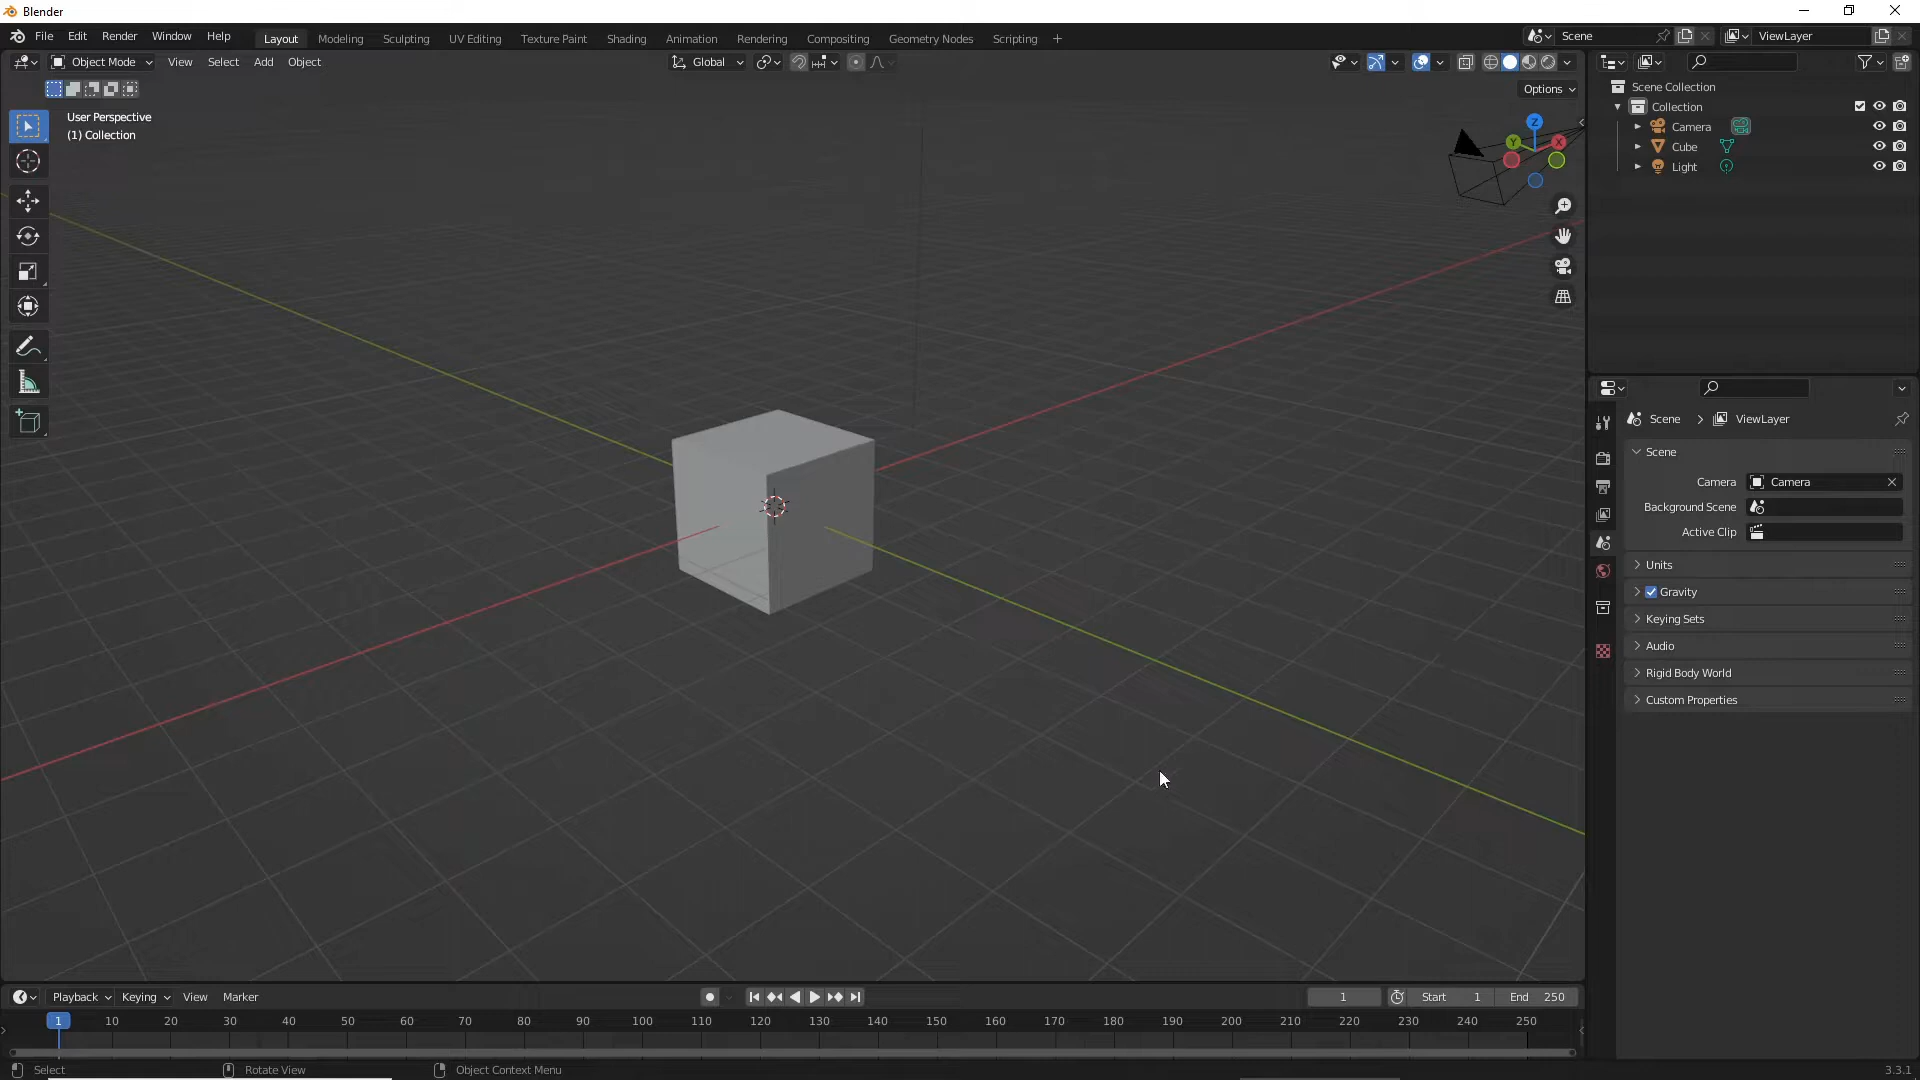 Blender
File Edit Render Window Help Layout Modeling Sculpting UV Editing Texture Paint Shading Animation Rendering Compositing Geometry Nodes Scripting + Scene ViewLayer
Object Mode View Select Add Object Global
Options
User Perspective
(1) Collection
Z
Y X
Scene Collection
Collection
Camera
Cube
Light
Scene > ViewLayer
Scene
Camera Camera
Background Scene
Active Clip
Units
Gravity
Keying Sets
Audio
Rigid Body World
Custom Properties
Playback Keying View Marker 1 Start 1 End 250
1 10 20 30 40 50 60 70 80 90 100 110 120 130 140 150 160 170 180 190 200 210 220 230 240 250
Select Rotate View Object Context Menu 3.3.1